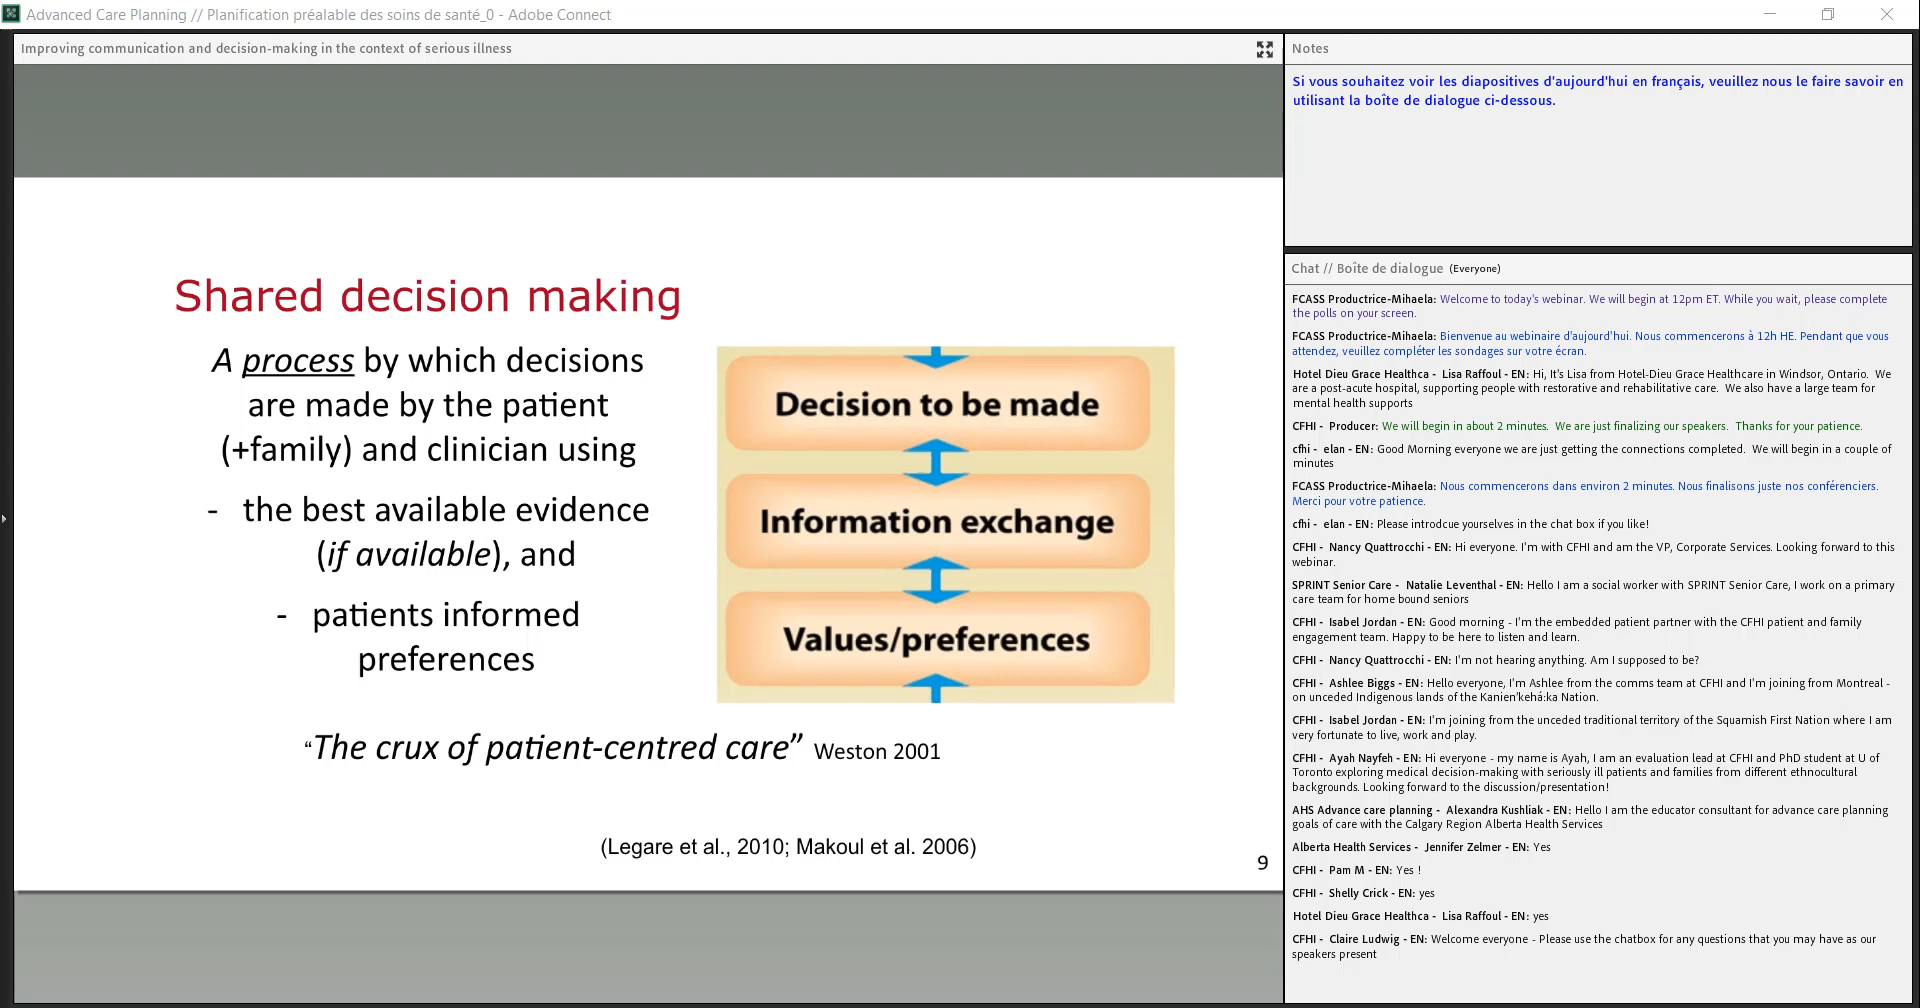 Advanced Care Planning // Planification préalable des soins de santé_0 - Adobe Connect
Improving communication and decision-making in the context of serious illness
Shared decision making
A process by which decisions
are made by the patient
(+family) and clinician using
- the best available evidence
(if available), and
- patients informed
preferences
Decision to be made
Information exchange
Values/preferences
“The crux of patient-centred care” Weston 2001
(Legare et al., 2010; Makoul et al. 2006)
9
Notes
Si vous souhaitez voir les diapositives d'aujourd'hui en français, veuillez nous le faire savoir en
utilisant la boîte de dialogue ci-dessous.
Chat // Boîte de dialogue (Everyone)
FCASS Productrice-Mihaela: Welcome to today's webinar. We will begin at 12pm ET. While you wait, please complete
the polls on your screen.
FCASS Productrice-Mihaela: Bienvenue au webinaire d'aujourd'hui. Nous commencerons à 12h HE. Pendant que vous
attendez, veuillez compléter les sondages sur votre écran.
Hotel Dieu Grace Healthca - Lisa Raffoul - EN: Hi, It's Lisa from Hotel-Dieu Grace Healthcare in Windsor, Ontario. We
are a post-acute hospital, supporting people with restorative and rehabilitative care. We also have a large team for
mental health supports
CFHI - Producer: We will begin in about 2 minutes. We are just finalizing our speakers. Thanks for your patience.
cfhi - elan - EN: Good Morning everyone we are just getting the connections completed. We will begin in a couple of
minutes
FCASS Productrice-Mihaela: Nous commencerons dans environ 2 minutes. Nous finalisons juste nos conférenciers.
Merci pour votre patience.
cfhi - elan - EN: Please introdcue yourselves in the chat box if you like!
CFHI - Nancy Quattrocchi - EN: Hi everyone. I'm with CFHI and am the VP, Corporate Services. Looking forward to this
webinar.
SPRINT Senior Care - Natalie Leventhal - EN: Hello I am a social worker with SPRINT Senior Care, I work on a primary
care team for home bound seniors
CFHI - Isabel Jordan - EN: Good morning - I'm the embedded patient partner with the CFHI patient and family
engagement team. Happy to be here to listen and learn.
CFHI - Nancy Quattrocchi - EN: I'm not hearing anything. Am I supposed to be?
CFHI - Ashlee Biggs - EN: Hello everyone, I'm Ashlee from the comms team at CFHI and I'm joining from Montreal -
on unceded Indigenous lands of the Kanien’kehá:ka Nation.
CFHI - Isabel Jordan - EN: I'm joining from the unceded traditional territory of the Squamish First Nation where I am
very fortunate to live, work and play.
CFHI - Ayah Nayfeh - EN: Hi everyone - my name is Ayah, I am an evaluation lead at CFHI and PhD student at U of
Toronto exploring medical decision-making with seriously ill patients and families from different ethnocultural
backgrounds. Looking forward to the discussion/presentation!
AHS Advance care planning - Alexandra Kushliak - EN: Hello I am the educator consultant for advance care planning
goals of care with the Calgary Region Alberta Health Services
Alberta Health Services - Jennifer Zelmer - EN: Yes
CFHI - Pam M - EN: Yes !
CFHI - Shelly Crick - EN: yes
Hotel Dieu Grace Healthca - Lisa Raffoul - EN: yes
CFHI - Claire Ludwig - EN: Welcome everyone - Please use the chatbox for any questions that you may have as our
speakers present